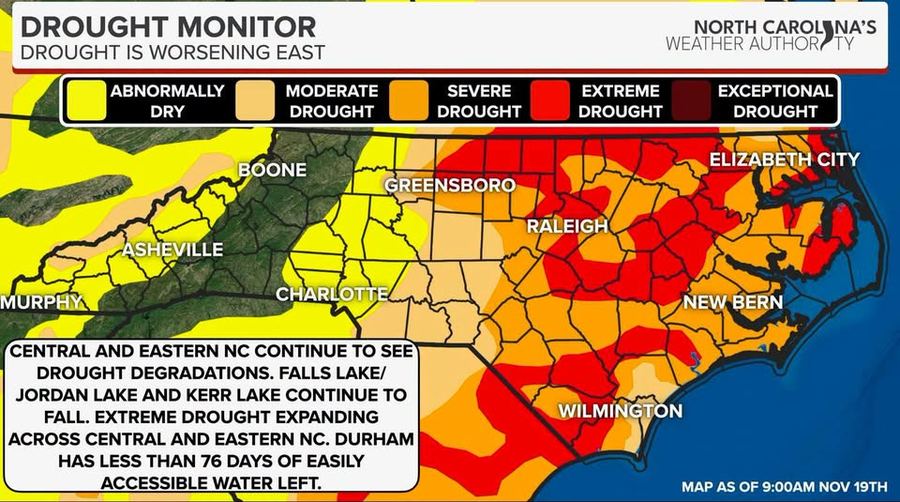 DROUGHT MONITOR
DROUGHT IS WORSENING EAST
NORTH CAROLINA'S
WEATHER AUTHORITY
ABNORMALLY
DRY
MODERATE
DROUGHT
SEVERE
DROUGHT
EXTREME
DROUGHT
EXCEPTIONAL
DROUGHT
BOONE
GREENSBORO
ELIZABETH CITY
RALEIGH
ASHEVILLE
MURPHY
CHARLOTTE
NEW BERN
WILMINGTON
CENTRAL AND EASTERN NC CONTINUE TO SEE
DROUGHT DEGRADATIONS. FALLS LAKE/
JORDAN LAKE AND KERR LAKE CONTINUE TO
FALL. EXTREME DROUGHT EXPANDING
ACROSS CENTRAL AND EASTERN NC. DURHAM
HAS LESS THAN 76 DAYS OF EASILY
ACCESSIBLE WATER LEFT.
MAP AS OF 9:00AM NOV 19TH